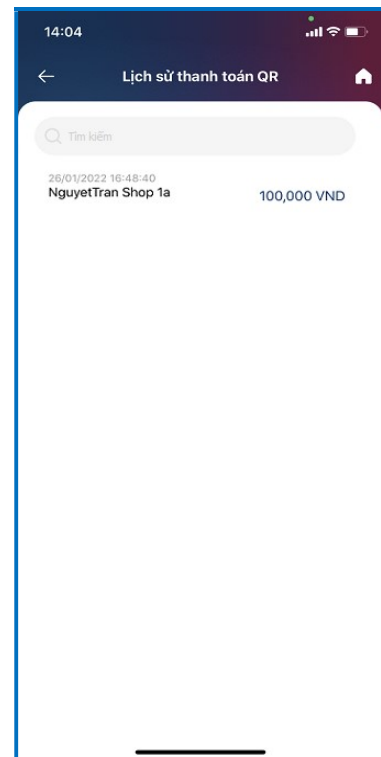 14:04
Lịch sử thanh toán QR
Tìm kiếm
26/01/2022 16:48:40
NguyetTran Shop 1a
100,000 VND